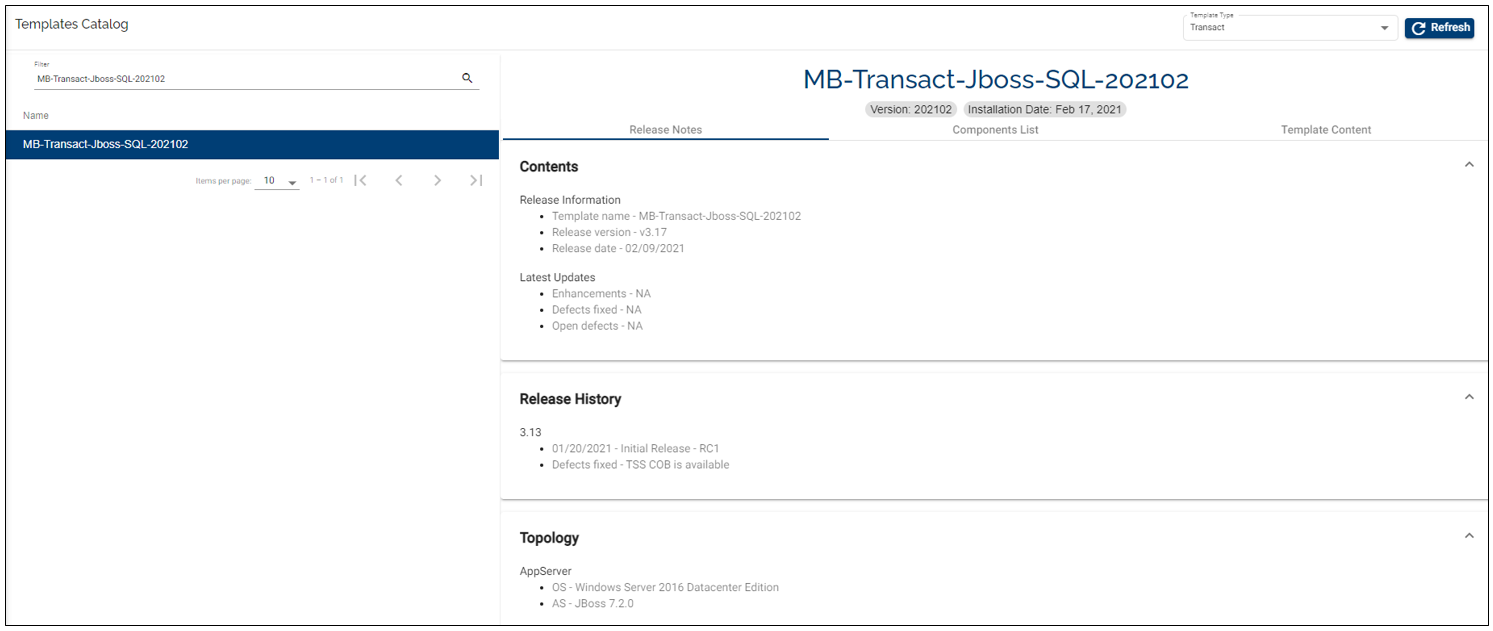 Templates Catalog
Template Type
Transact
Refresh
Filter
MB-Transact-Jboss-SQL-202102
Name
MB-Transact-Jboss-SQL-202102
Items per page: 10 1 – 1 of 1
MB-Transact-Jboss-SQL-202102
Version: 202102 Installation Date: Feb 17, 2021
Release Notes Components List Template Content
Contents
Release Information
• Template name - MB-Transact-Jboss-SQL-202102
• Release version - v3.17
• Release date - 02/09/2021
Latest Updates
• Enhancements - NA
• Defects fixed - NA
• Open defects - NA
Release History
3.13
• 01/20/2021 - Initial Release - RC1
• Defects fixed - TSS COB is available
Topology
AppServer
• OS - Windows Server 2016 Datacenter Edition
• AS - JBoss 7.2.0